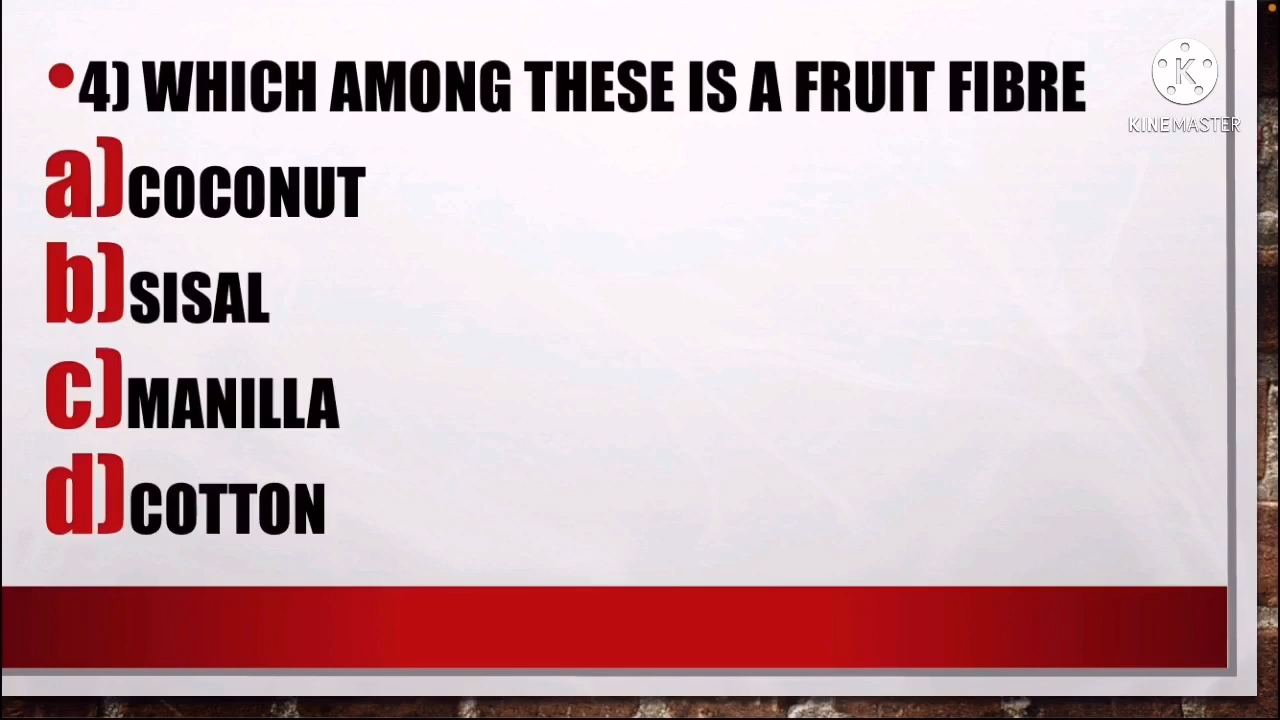 •4) WHICH AMONG THESE IS A FRUIT FIBRE
a)COCONUT
b)SISAL
c)MANILLA
d)COTTON
K
KINEMASTER